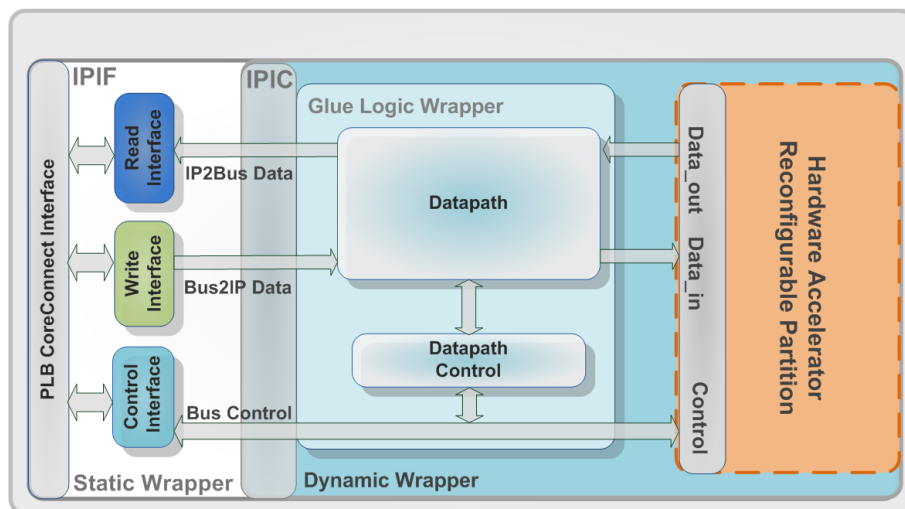 IPIF
IPIC
PLB CoreConnect Interface
Read
Interface
Write
Interface
Control
Interface
Static Wrapper
IP2Bus Data
Bus2IP Data
Bus Control
Glue Logic Wrapper
Datapath
Datapath
Control
Dynamic Wrapper
Data_out
Data_in
Control
Hardware Accelerator
Reconfigurable Partition